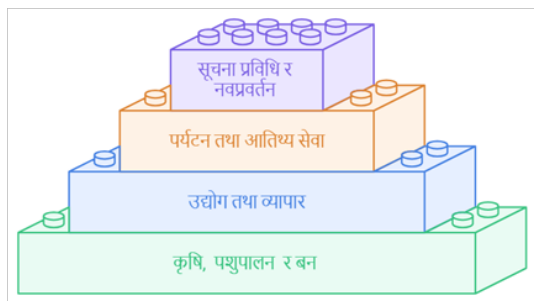 सूचना प्रविधि र
नवप्रवर्तन
पर्यटन तथा आतिथ्य सेवा
उद्योग तथा व्यापार
कृषि, पशुपालन र बन